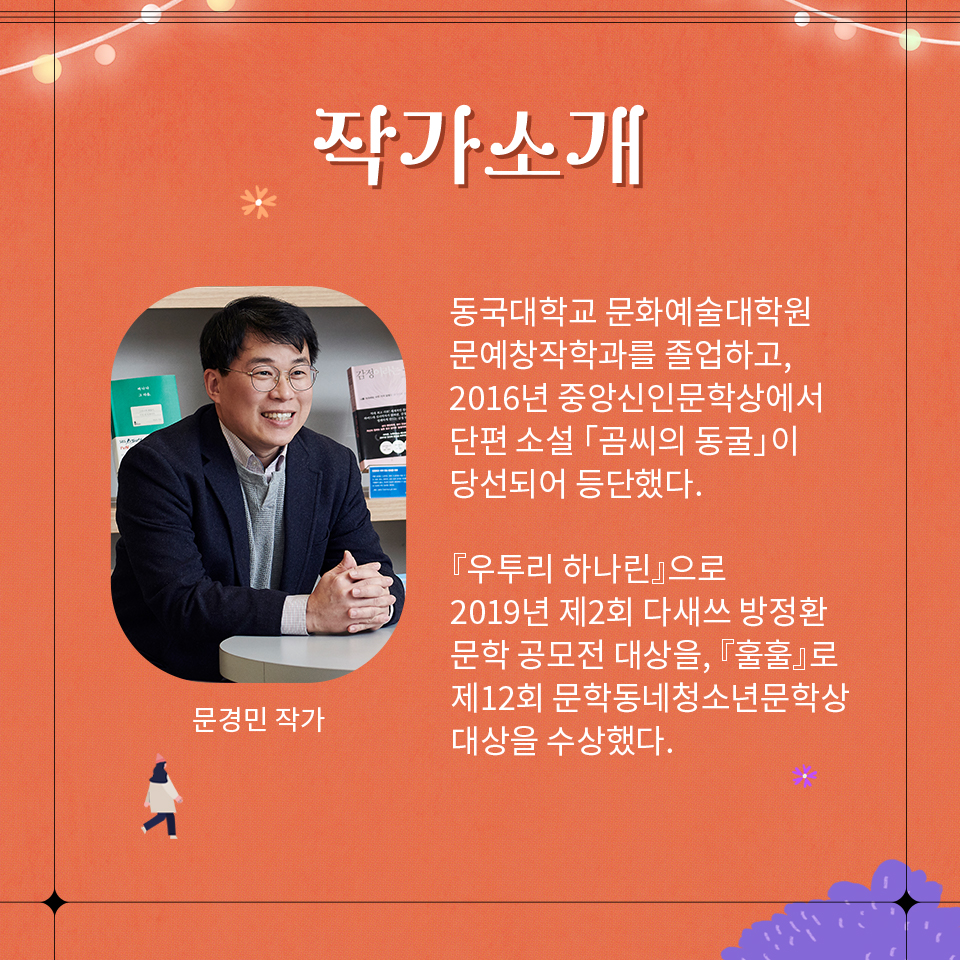 작가소개
동국대학교 문화예술대학원
문예창작학과를 졸업하고,
2016년 중앙신인문학상에서
단편 소설 「곰씨의 동굴」이
당선되어 등단했다.
『우투리 하나린』으로
2019년 제2회 다새쓰 방정환
문학 공모전 대상을, 『훌훌』로
제12회 문학동네청소년문학상
대상을 수상했다.
문경민 작가
감정